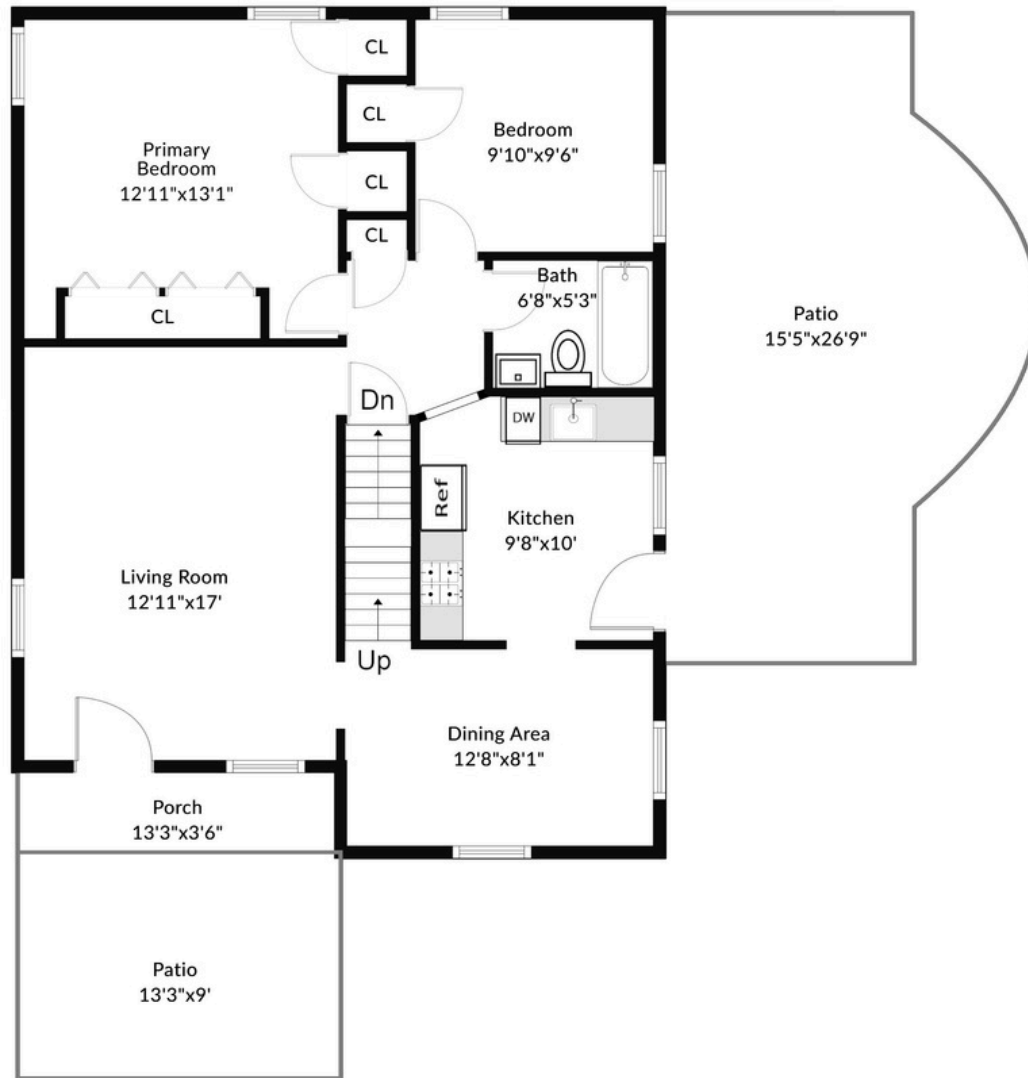 CL
CL
Bedroom
9'10"x9'6"
Primary
Bedroom
12'11"x13'1"
CL
CL
Bath
6'8"x5'3"
CL
Patio
15'5"x26'9"
Dn
DW
Ref
Kitchen
9'8"x10'
Living Room
12'11"x17'
Up
Dining Area
12'8"x8'1"
Porch
13'3"x3'6"
Patio
13'3"x9'